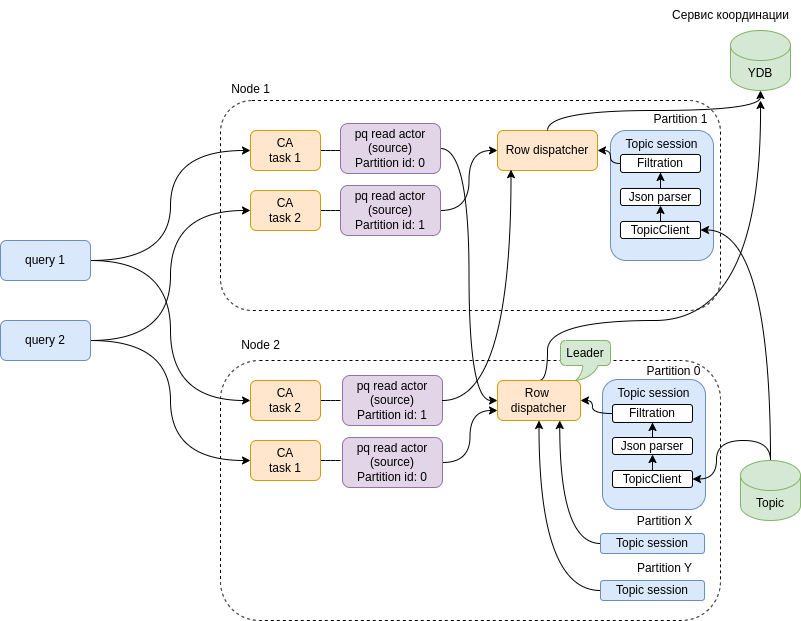 Сервис координации
YDB
Node 1
Partition 1
CA
task 1
pq read actor
(source)
Partition id: 0
Row dispatcher
Topic session
Filtration
Json parser
TopicClient
CA
task 2
pq read actor
(source)
Partition id: 1
query 1
query 2
Node 2
Leader
Partition 0
CA
task 2
pq read actor
(source)
Partition id: 1
Row
dispatcher
Topic session
Filtration
Json parser
TopicClient
CA
task 1
pq read actor
(source)
Partition id: 0
Topic
Partition X
Topic session
Partition Y
Topic session